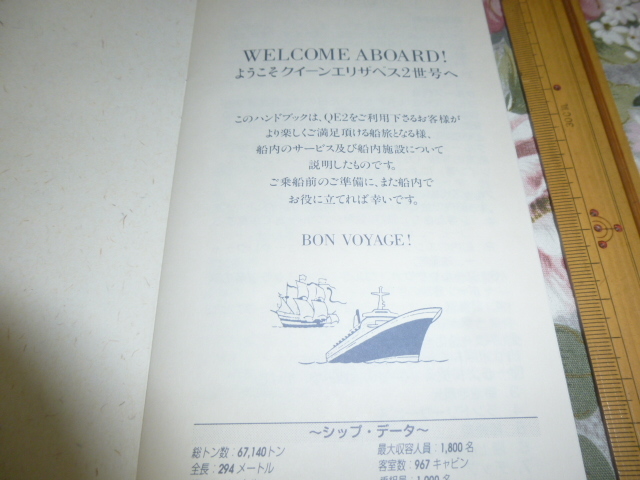 WELCOME ABOARD!
ようこそクイーンエリザベス2世号へ
このハンドブックは、QE2をご利用下さるお客様が
より楽しくご満足頂ける船旅となる様、
船内のサービス及び船内施設について
説明したものです。
ご乗船前のご準備に、また船内で
お役に立てれば幸いです。
BON VOYAGE!
～シップ・データ～
総トン数：67,140トン
最大収容人員：1,800名
全長：294メートル
客室数：967キャビン